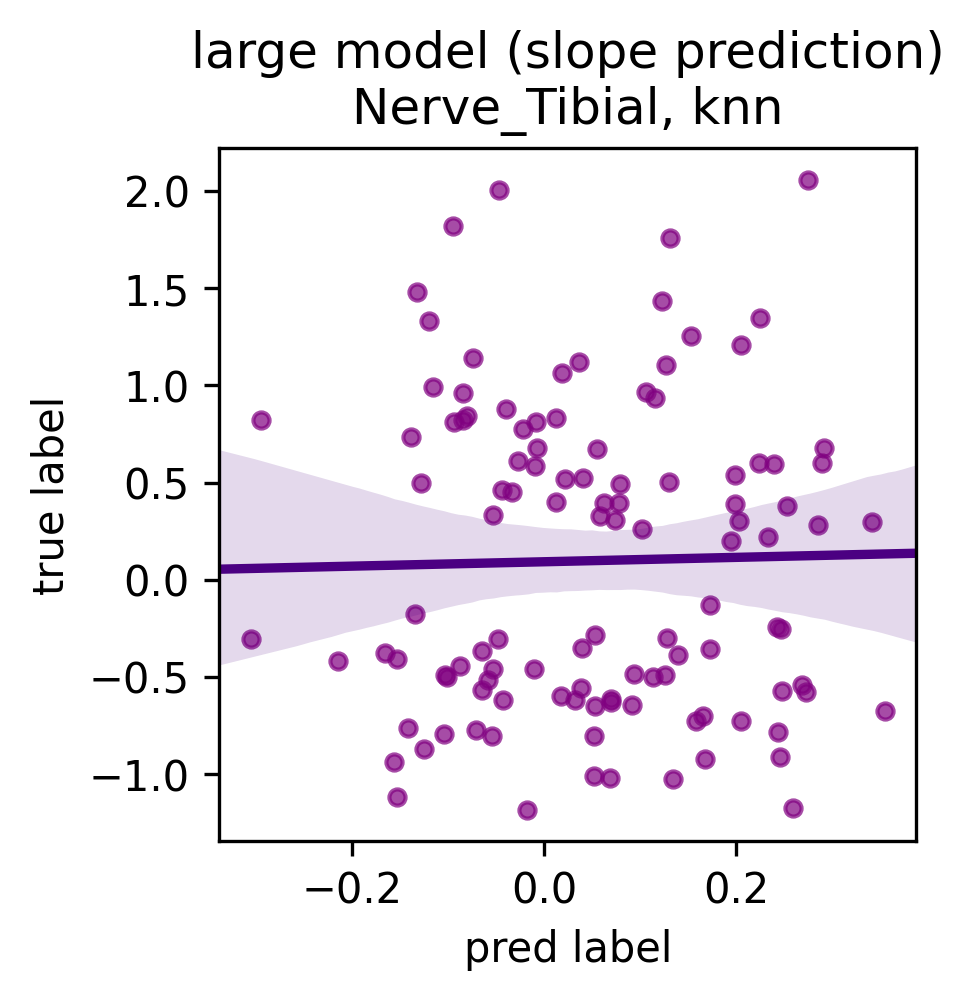 large model (slope prediction)
Nerve_Tibial, knn
2.0
1.5
1.0
0.5
0.0
−0.5
−1.0
true label
−0.2
0.0
0.2
pred label